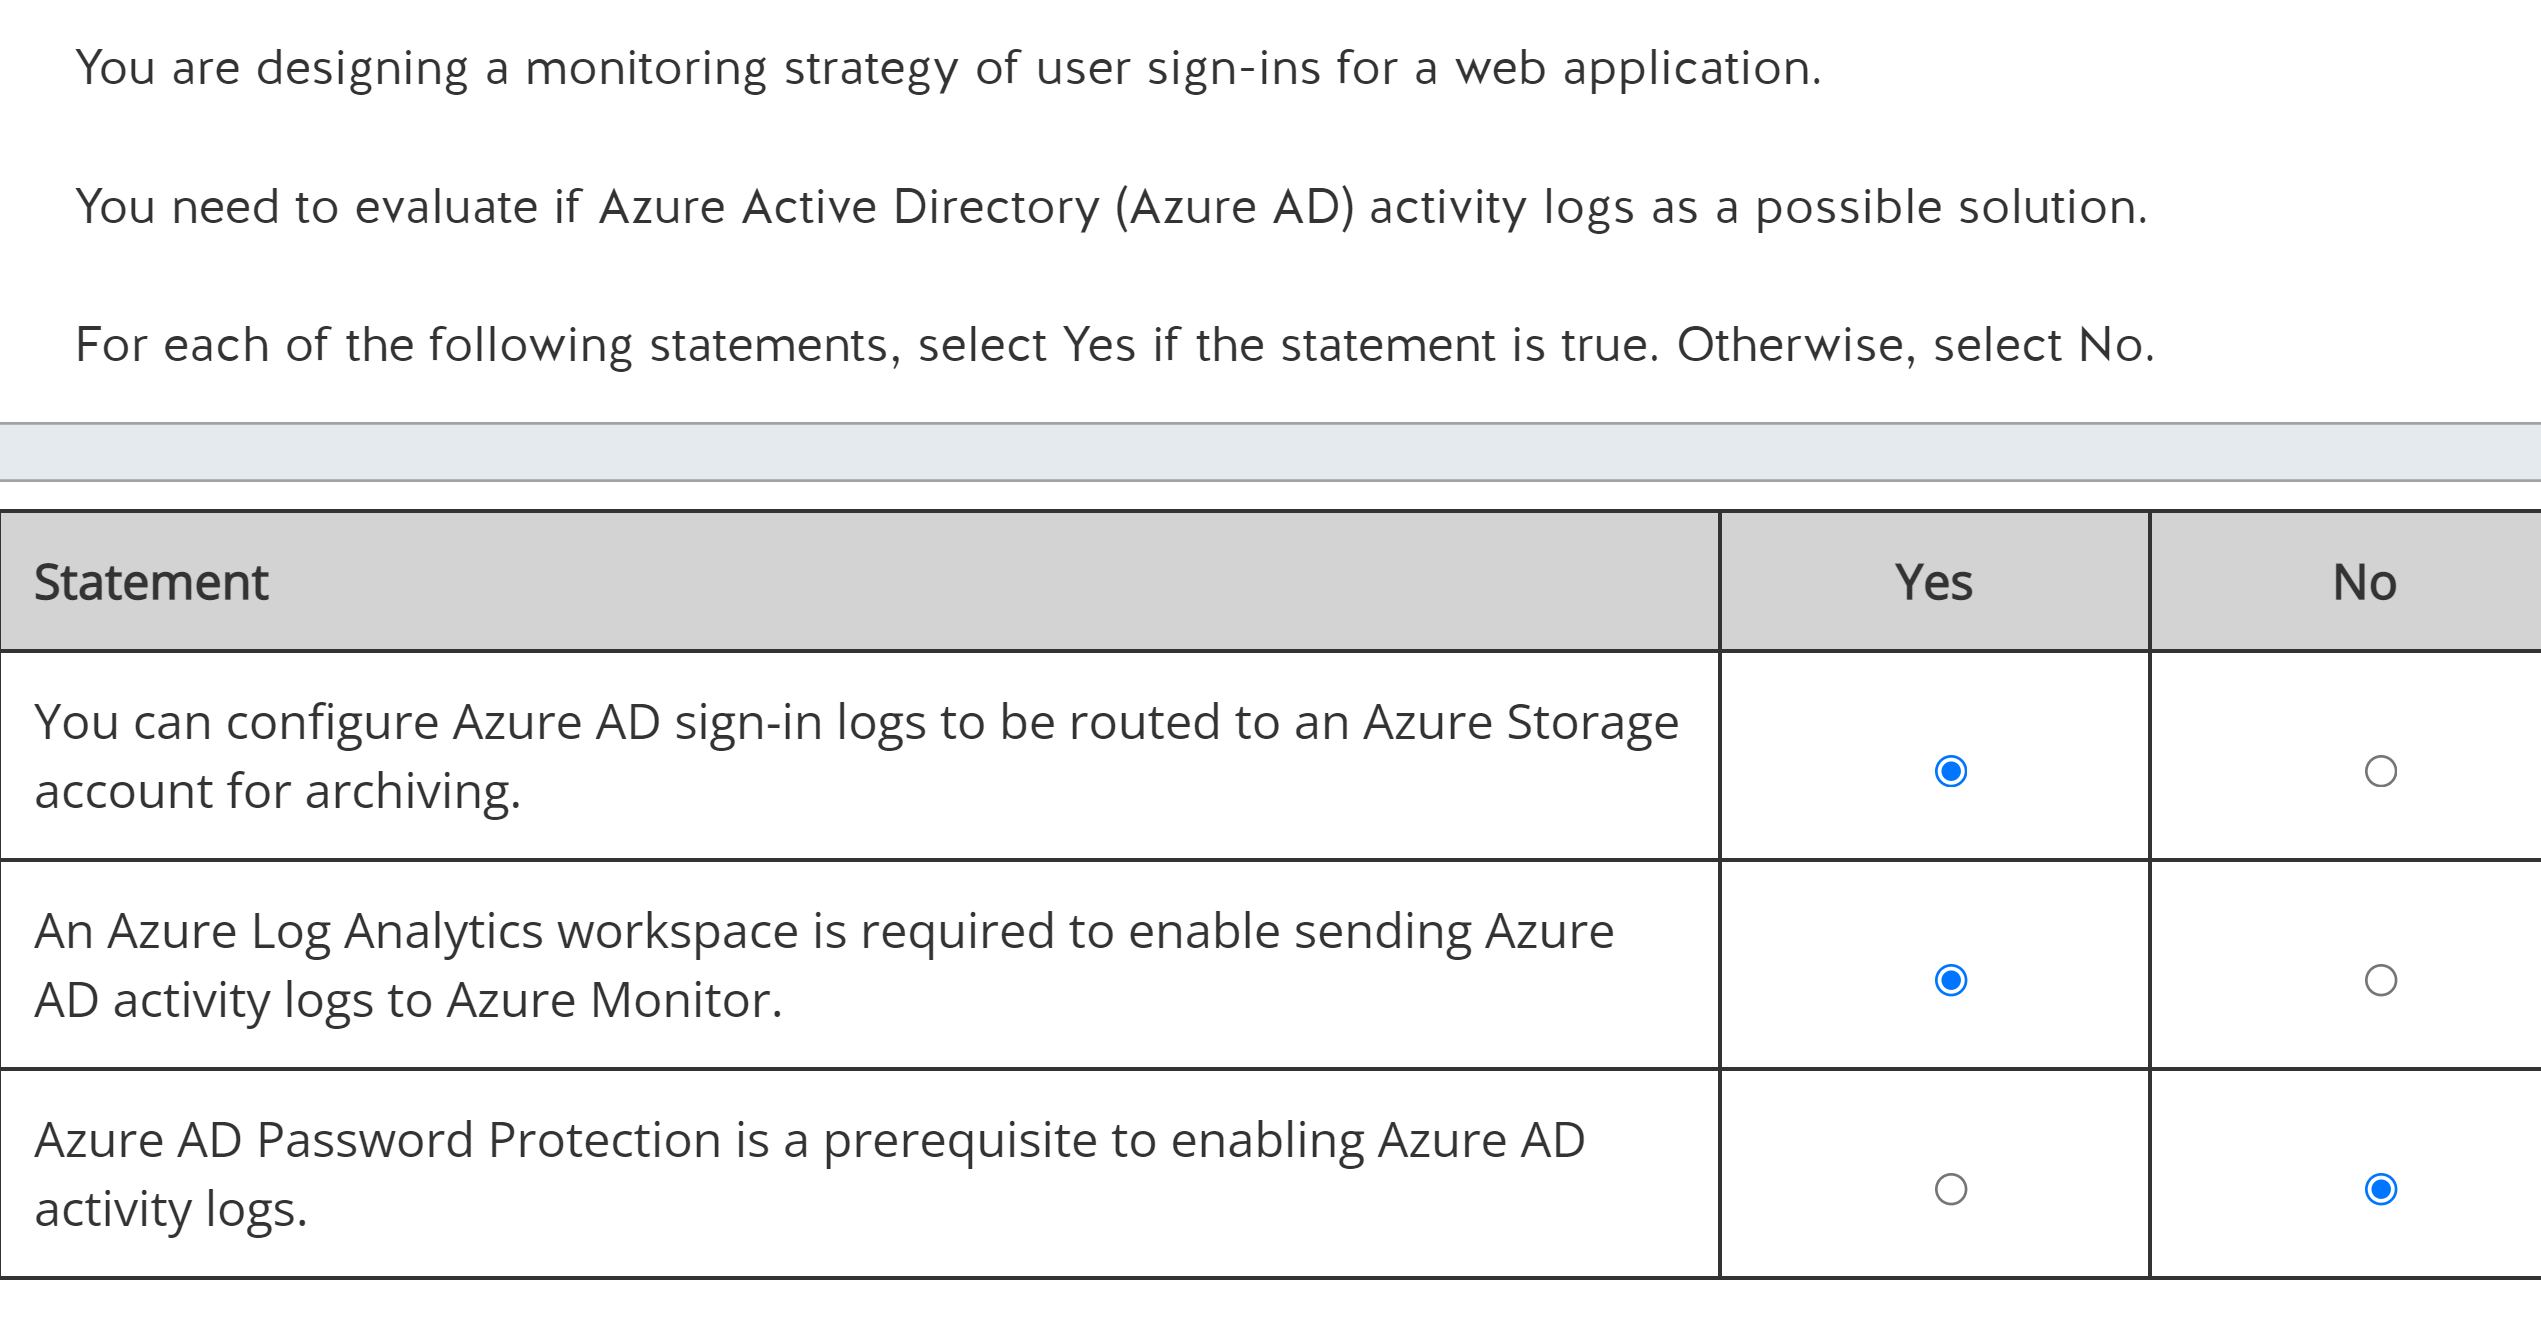 You are designing a monitoring strategy of user sign-ins for a web application.
You need to evaluate if Azure Active Directory (Azure AD) activity logs as a possible solution.
For each of the following statements, select Yes if the statement is true. Otherwise, select No.
Statement Yes No
You can configure Azure AD sign-in logs to be routed to an Azure Storage
account for archiving.
An Azure Log Analytics workspace is required to enable sending Azure
AD activity logs to Azure Monitor.
Azure AD Password Protection is a prerequisite to enabling Azure AD
activity logs.